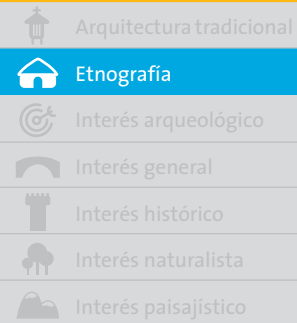 Arquitectura tradicional
Etnografía
Interés arqueológico
Interés general
Interés histórico
Interés naturalista
Interés paisajístico